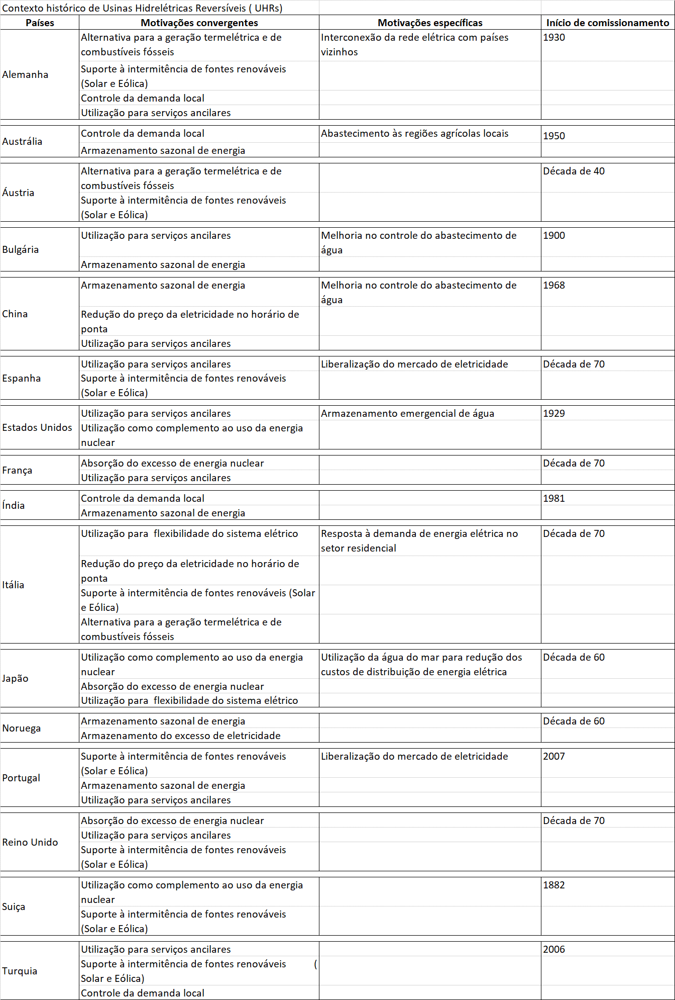 Contexto histórico de Usinas Hidrelétricas Reversíveis ( UHRs)
Países Motivações convergentes Motivações específicas Início de comissionamento
Alemanha
Alternativa para a geração termelétrica e de
combustíveis fósseis
Interconexão da rede elétrica com países
vizinhos
1930
Suporte à intermitência de fontes renováveis
(Solar e Eólica)
Controle da demanda local
Utilização para serviços ancilares
Austrália
Controle da demanda local
Abastecimento às regiões agrícolas locais
1950
Armazenamento sazonal de energia
Áustria
Alternativa para a geração termelétrica e de
combustíveis fósseis
Década de 40
Suporte à intermitência de fontes renováveis
(Solar e Eólica)
Bulgária
Utilização para serviços ancilares
Melhoria no controle do abastecimento de
água
1900
Armazenamento sazonal de energia
China
Armazenamento sazonal de energia
Melhoria no controle do abastecimento de
água
1968
Redução do preço da eletricidade no horário de
ponta
Utilização para serviços ancilares
Espanha
Utilização para serviços ancilares
Liberalização do mercado de eletricidade
Década de 70
Suporte à intermitência de fontes renováveis
(Solar e Eólica)
Estados Unidos
Utilização para serviços ancilares
Armazenamento emergencial de água
1929
Utilização como complemento ao uso da energia
nuclear
França
Absorção do excesso de energia nuclear
Década de 70
Utilização para serviços ancilares
Índia
Controle da demanda local
1981
Armazenamento sazonal de energia
Itália
Utilização para  flexibilidade do sistema elétrico
Resposta à demanda de energia elétrica no
setor residencial
Década de 70
Redução do preço da eletricidade no horário de
ponta
Suporte à intermitência de fontes renováveis (Solar
e Eólica)
Alternativa para a geração termelétrica e de
combustíveis fósseis
Japão
Utilização como complemento ao uso da energia
nuclear
Utilização da água do mar para redução dos
custos de distribuição de energia elétrica
Década de 60
Absorção do excesso de energia nuclear
Utilização para  flexibilidade do sistema elétrico
Noruega
Armazenamento sazonal de energia
Década de 60
Armazenamento do excesso de eletricidade
Portugal
Suporte à intermitência de fontes renováveis
(Solar e Eólica)
Liberalização do mercado de eletricidade
2007
Armazenamento sazonal de energia
Utilização para serviços ancilares
Reino Unido
Absorção do excesso de energia nuclear
Década de 70
Utilização para serviços ancilares
Suporte à intermitência de fontes renováveis
(Solar e Eólica)
Suiça
Utilização como complemento ao uso da energia
nuclear
1882
Suporte à intermitência de fontes renováveis
(Solar e Eólica)
Turquia
Utilização para serviços ancilares
2006
Suporte à intermitência de fontes renováveis (
Solar e Eólica)
Controle da demanda local